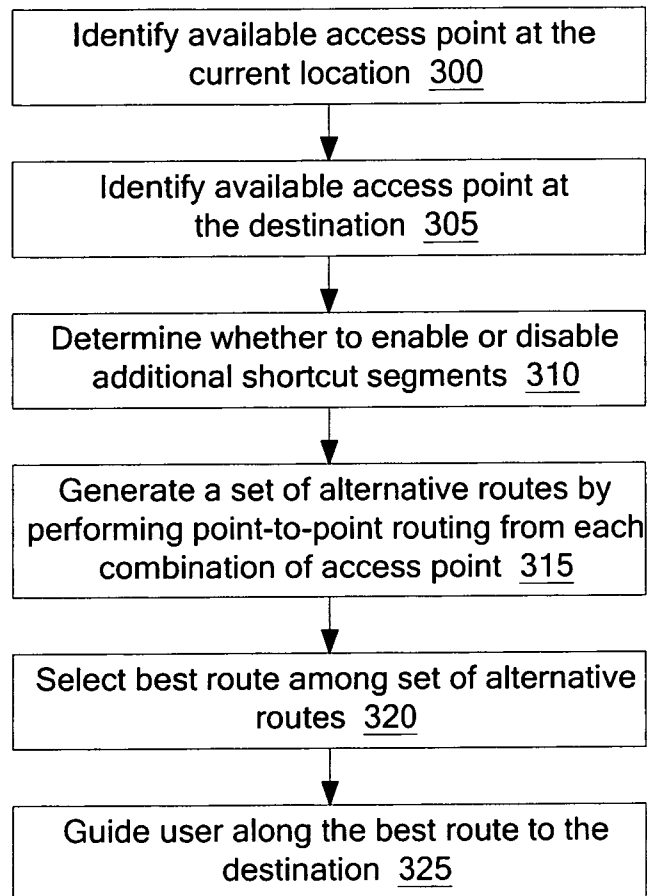 Identify available access point at the
current location 300
Identify available access point at
the destination 305
Determine whether to enable or disable
additional shortcut segments 310
Generate a set of alternative routes by
performing point-to-point routing from each
combination of access point 315
Select best route among set of alternative
routes 320
Guide user along the best route to the
destination 325